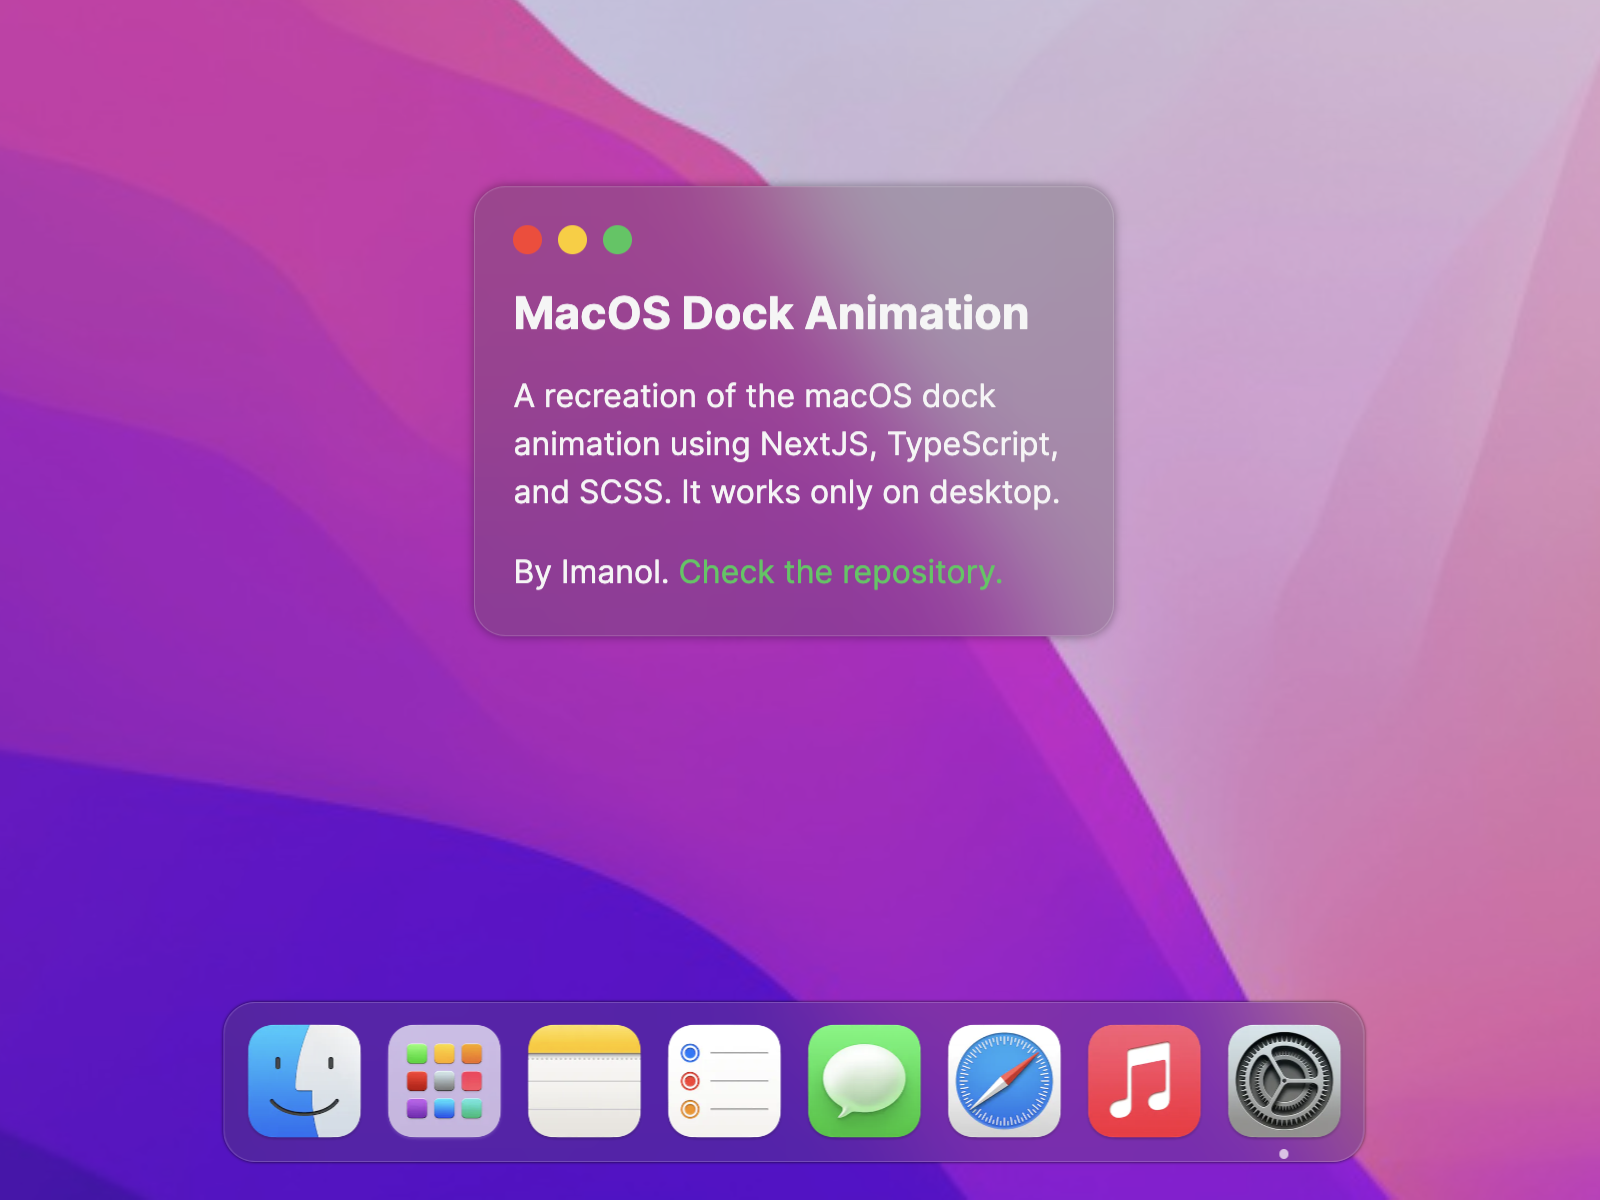 MacOS Dock Animation
A recreation of the macOS dock
animation using NextJS, TypeScript,
and SCSS. It works only on desktop.
By Imanol. Check the repository.